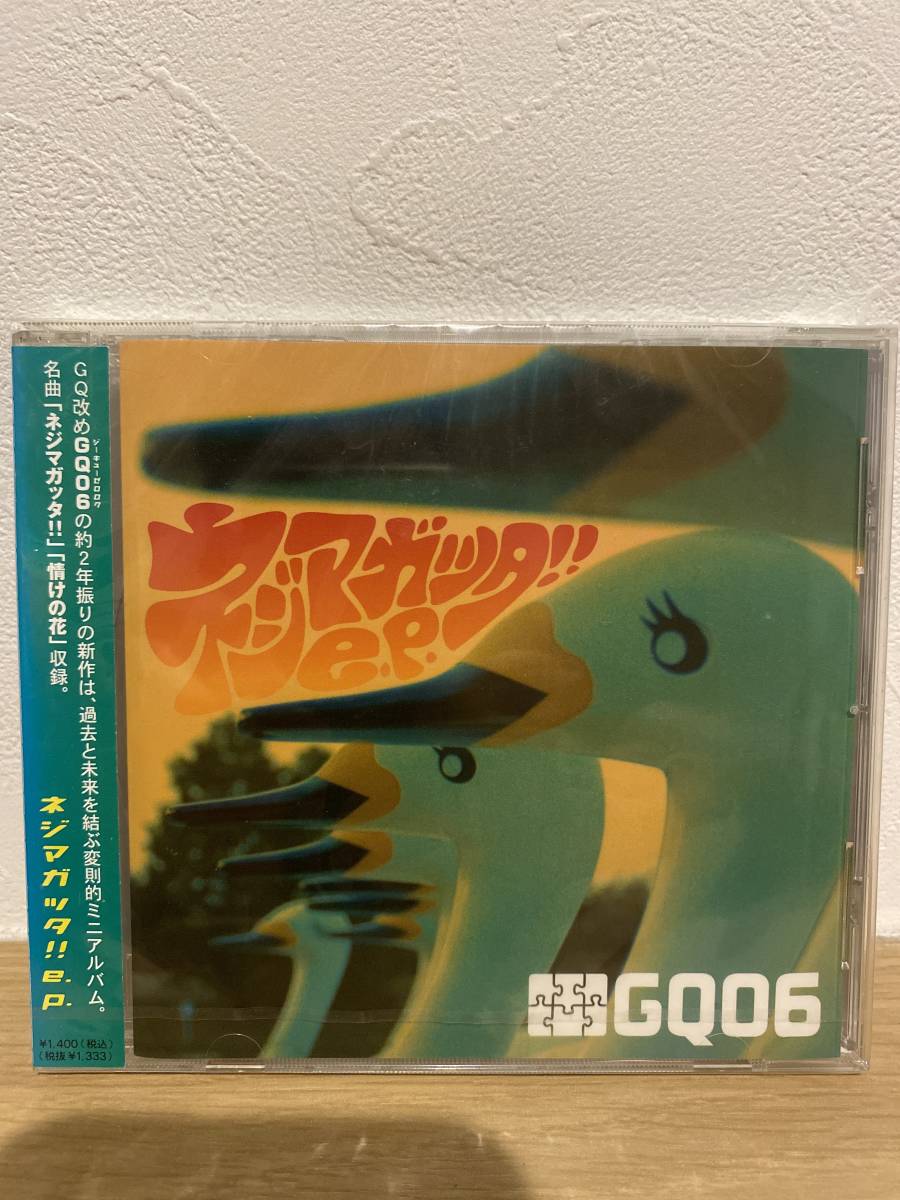 GQ改めGQ06の約2年振りの新作は、過去と未来を結ぶ変則的ミニアルバム。
ジーキューゼロロク
名曲「ネジマガッタ!!」「情けの花」収録。
ネジマガッタ!! e.p.
¥1,400(税込)
(税抜¥1,333)
ネジマガッタ!!
e.p.
GQ06